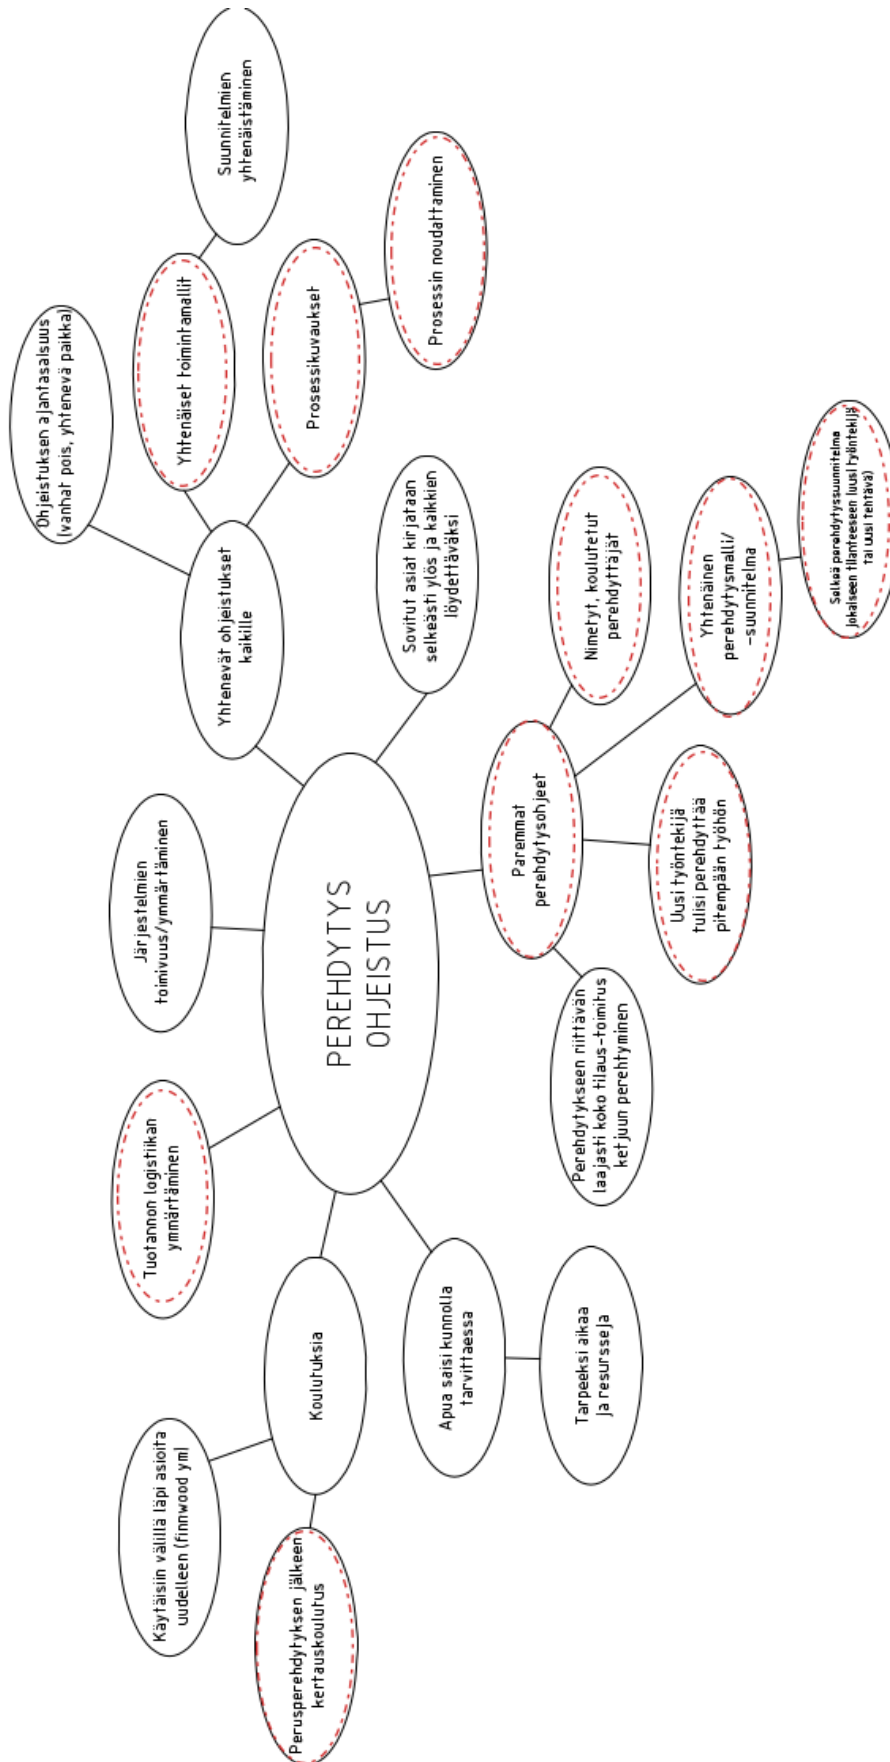 Käytäisiin välillä läpi asioita
uudelleen (finnwood yml)
Perusperehdytyksen jälkeen
kertauskoulutus
Koulutuksia
Tuotannon logistiikan
ymmärtäminen
Apua saisi kunnolla
tarvittaessa
Tarpeeksi aikaa
ja resursseja
Järjestelmien
toimivuus/ymmärtäminen
PEREHDYTYS
OHJEISTUS
Perehdytykseen riittävän
laajasti koko tilaus-toimitus
ketjuun perehtyminen
Paremmat
perehdytysohjeet
Uusi työntekijä
tulisi perehdyttää
pitempään työhön
Yhtenevät ohjeistukset
kaikille
Sovitut asiat kirjataan
selkeästi ylös ja kaikkien
löydettäväksi
Nimetyt, koulutetut
perehdyttäjät
Yhtenäinen
perehdytysmalli/
-suunnitelma
Selkeä perehdytyssuunnitelma
jokaiseen tilanteeseen (uusi työntekijä
tai uusi tehtävä)
Ohjeistuksen ajantasaisuus
(vanhat pois, yhtenevä paikka)
Yhtenäiset toimintamallit
Prosessikuvaukset
Suunnitelmien
yhtenäistäminen
Prosessin noudattaminen